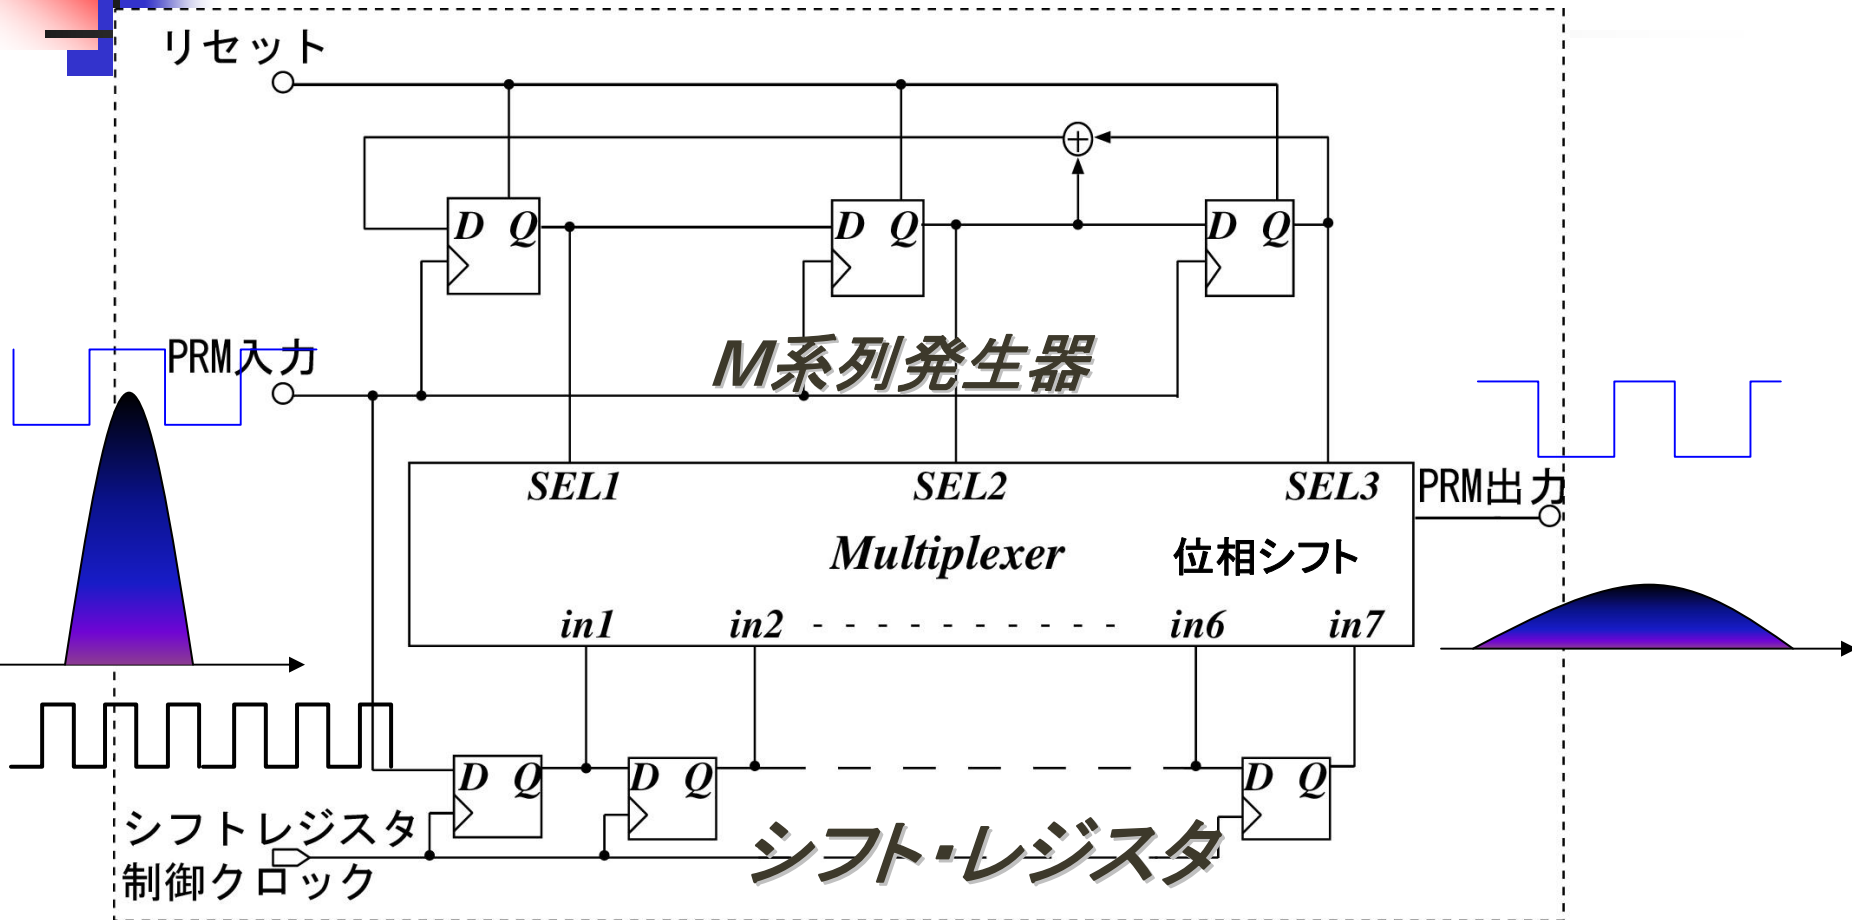 リセット
D Q
D Q
D Q
PRM入力
M系列発生器
SEL1 SEL2 SEL3
PRM出力
Multiplexer 位相シフト
in1 in2 - - - - - - - - - - in6 in7
D Q
D Q
D Q
シフトレジスタ
制御クロック
シフト・レジスタ